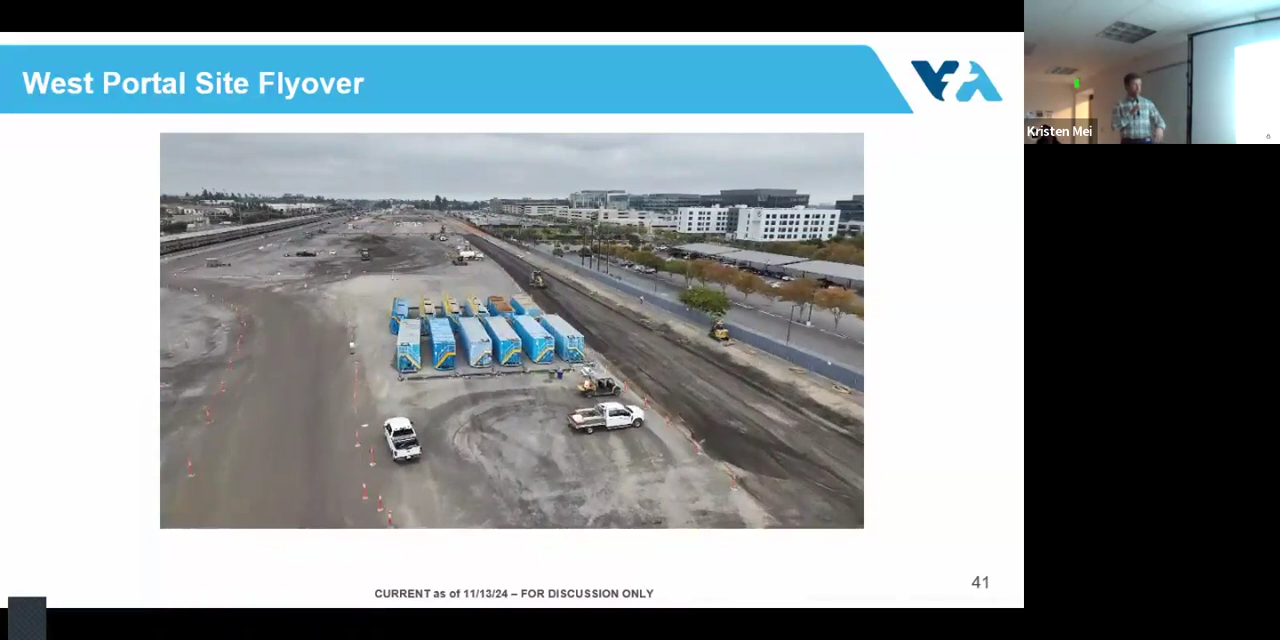 West Portal Site Flyover
VTA
Kristen Mei
CURRENT as of 11/13/24 – FOR DISCUSSION ONLY
41